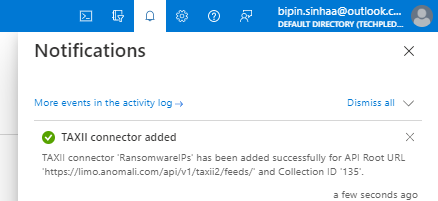 bipin.sinhaa@outlook.c...
DEFAULT DIRECTORY (TECHPLED...
Notifications
More events in the activity log →
Dismiss all
TAXII connector added
TAXII connector 'RansomwareIPs' has been added successfully for API Root URL
'https://limo.anomali.com/api/v1/taxii2/feeds/' and Collection ID '135'.
a few seconds ago